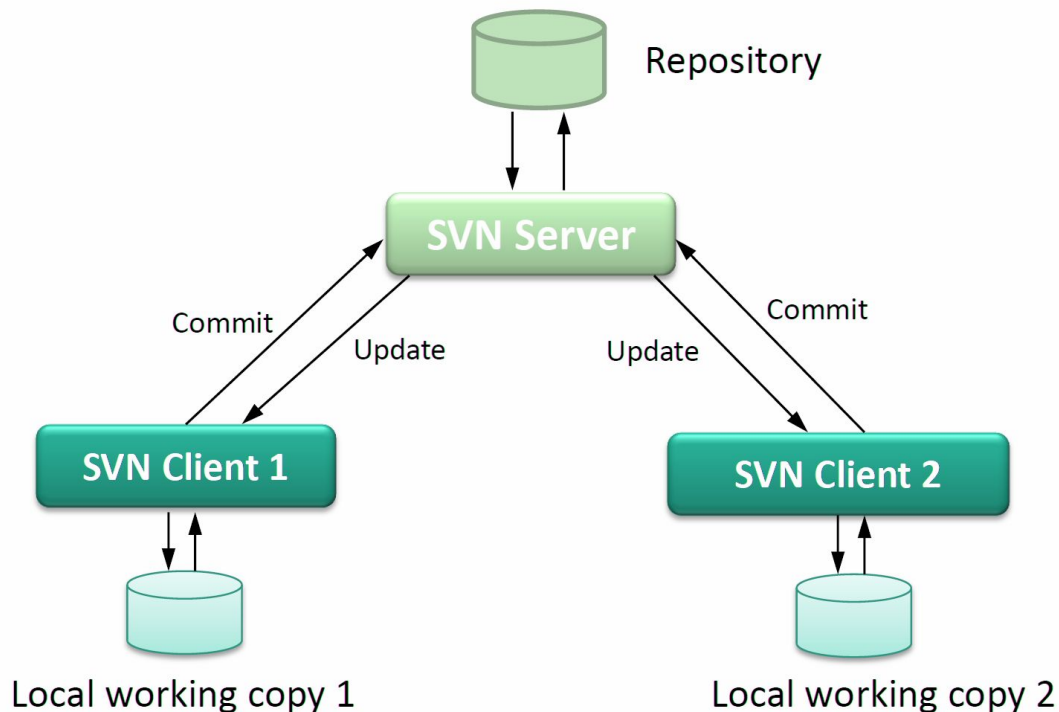 Repository
SVN Server
Commit
Update
Update
Commit
SVN Client 1
SVN Client 2
Local working copy 1
Local working copy 2